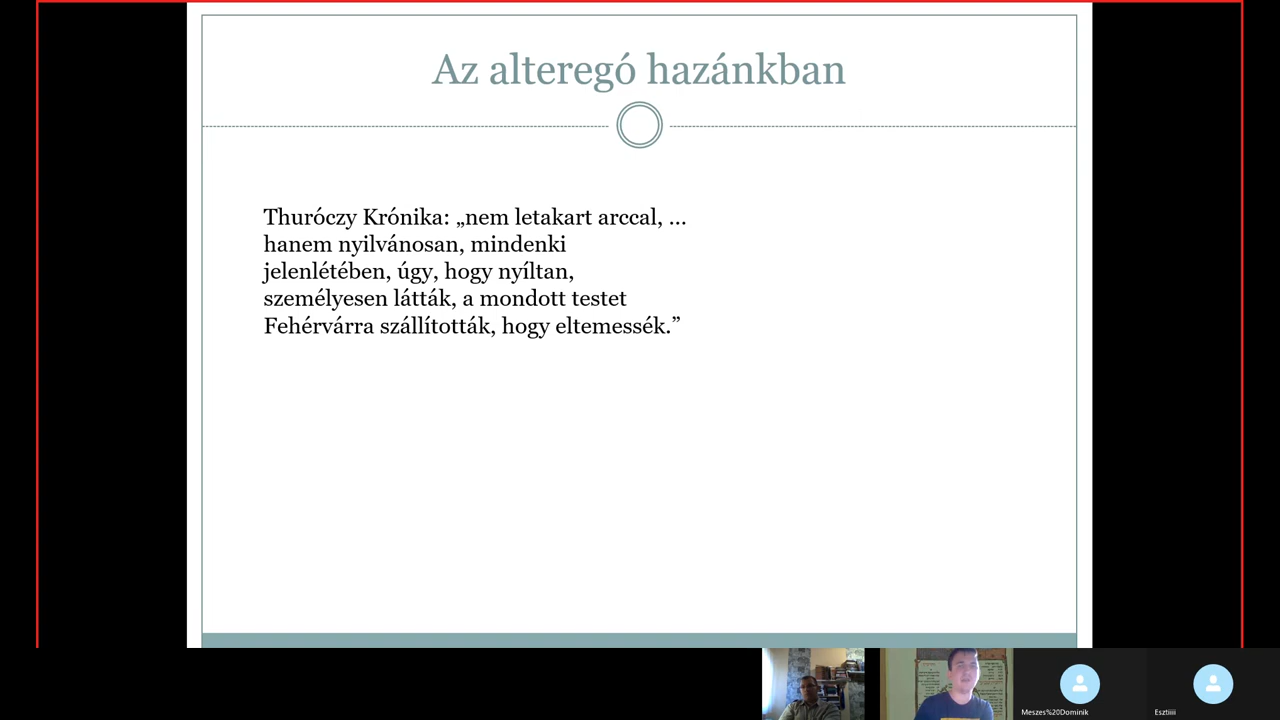 Az alteregó hazánkban
Thuróczy Krónika: „nem letakart arccal, ...
hanem nyilvánosan, mindenki
jelenlétében, úgy, hogy nyíltan,
személyesen látták, a mondott testet
Fehérvárra szállították, hogy eltemessék.”
Meszes%20Dominik
Esztiiii